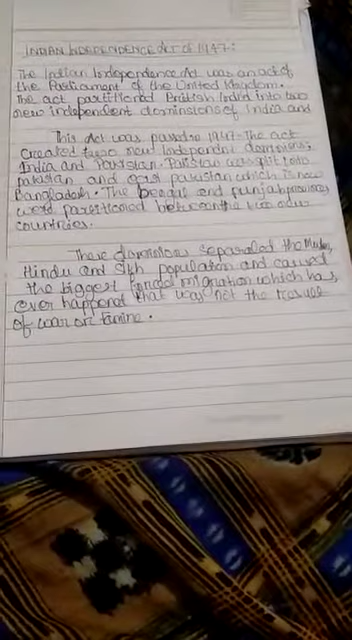 INDIAN INDEPENDENCE ACT OF 1947:
The Indian Independence Act was an act of
the Parliament of the United Kingdom.
The act partitioned British India into two
new independent dominions of India and
This Act was passed in 1947. The act
created these new Independent dominions,
India and Pakistan. Pakistan was split into
pakistan and east pakistan which is now
Bangladesh. The bengal and punjab provinces
were partitioned between the two new
countries.
These dominions separated the Muslim,
Hindu and Sikh population and caused
the biggest forced migration which has
ever happend that was not the result
of war or famine.